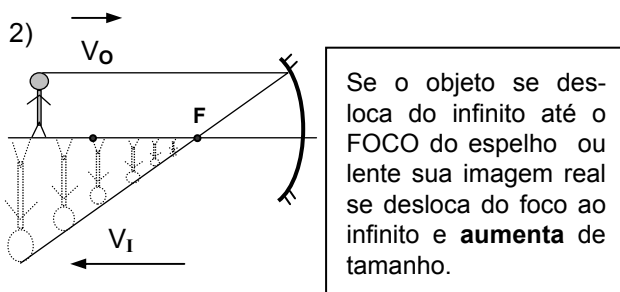 2)
VO
F
VI
Se o objeto se des-
loca do infinito até o
FOCO do espelho ou
lente sua imagem real
se desloca do foco ao
infinito e aumenta de
tamanho.